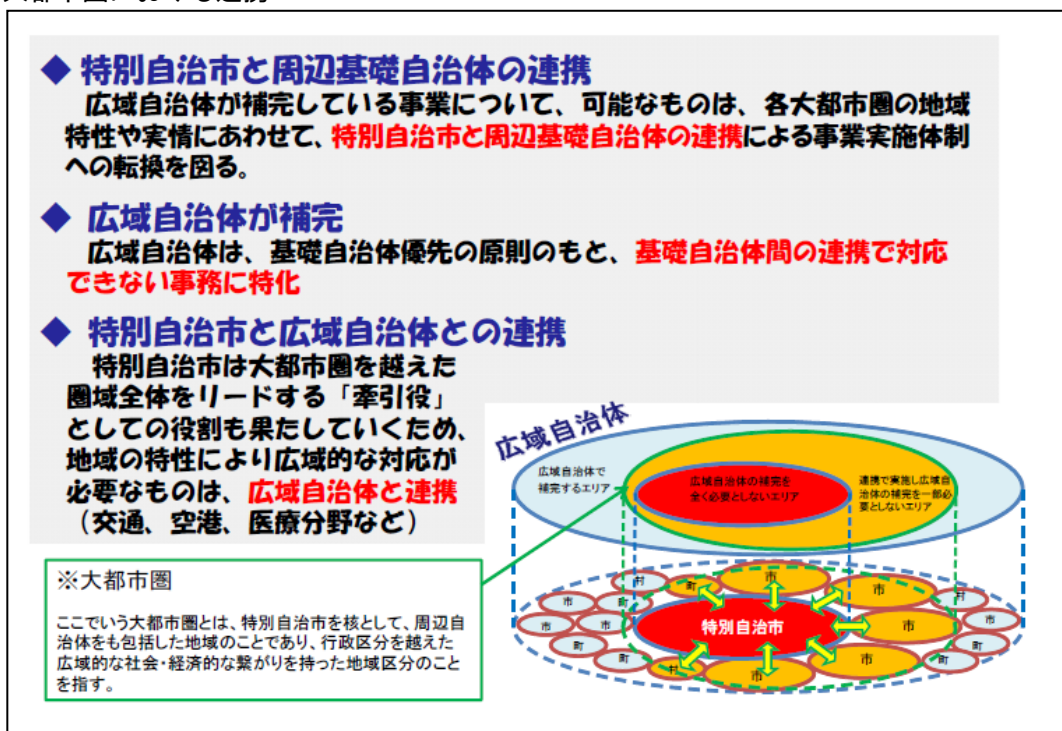 ◆ 特別自治市と周辺基礎自治体の連携
広域自治体が補完している事業について、可能なものは、各大都市圏の地域
特性や実情にあわせて、特別自治市と周辺基礎自治体の連携による事業実施体制
への転換を図る。
◆ 広域自治体が補完
広域自治体は、基礎自治体優先の原則のもと、基礎自治体間の連携で対応
できない事務に特化
◆ 特別自治市と広域自治体との連携
特別自治市は大都市圏を越えた
圏域全体をリードする「牽引役」
としての役割も果たしていくため、
地域の特性により広域的な対応が
必要なものは、広域自治体と連携
(交通、空港、医療分野など)
広域自治体
広域自治体で
補完するエリア
広域自治体の補完を
全く必要としないエリア
連携で実施し広域自
治体の補完を一部必
要としないエリア
※大都市圏
ここでいう大都市圏とは、特別自治市を核として、周辺自
治体をも包括した地域のことであり、行政区分を越えた
広域的な社会・経済的な繋がりを持った地域区分のこと
を指す。
村
町
市
市
村
市
町
市
市
市
特別自治市
市
市
町
町
町
町
村
市
市